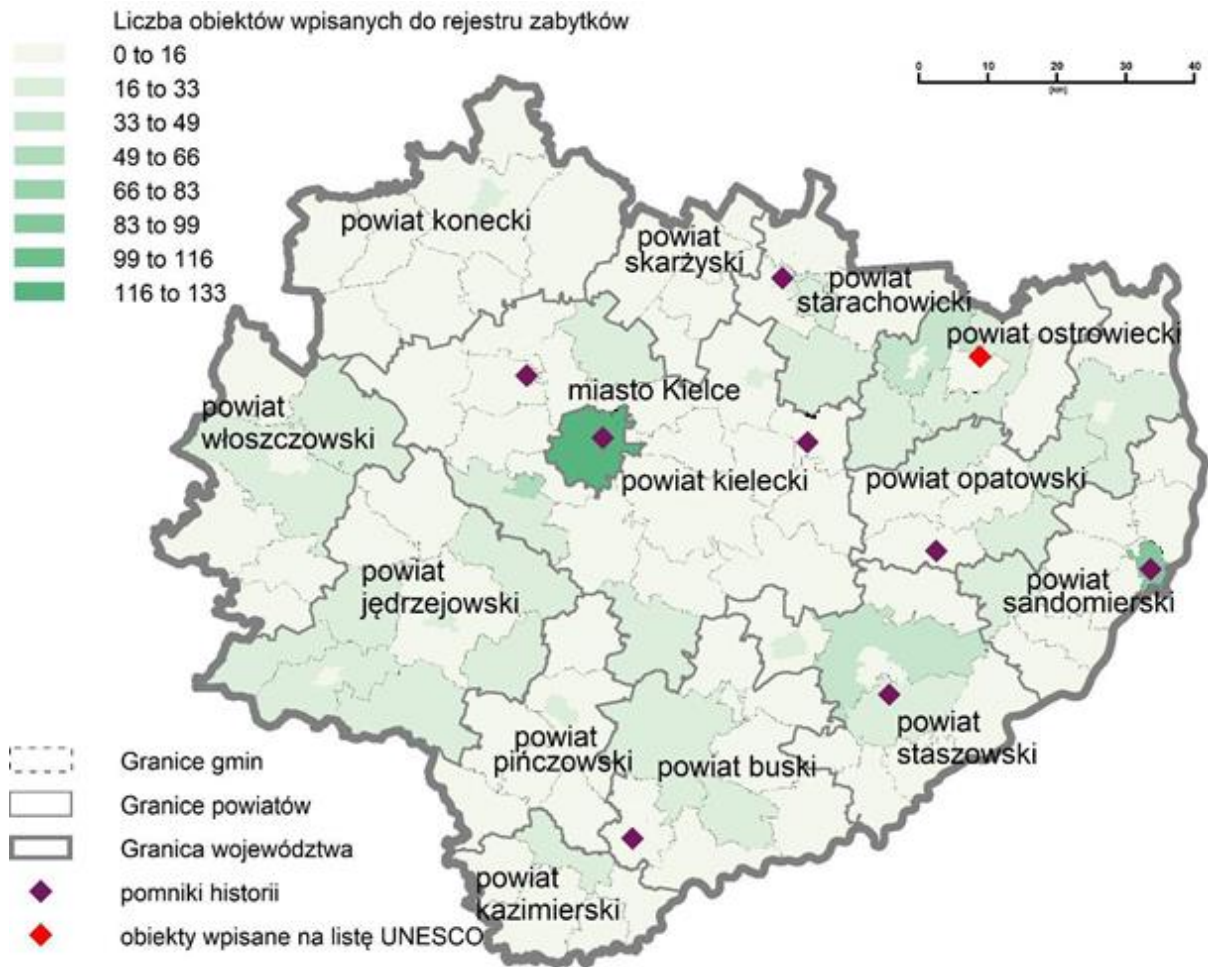 Liczba obiektów wpisanych do rejestru zabytków
0 to 16
16 to 33
33 to 49
49 to 66
66 to 83
83 to 99
99 to 116
116 to 133
0 10 20 30 40
[km]
powiat konecki
powiat
skarżyski
powiat
starachowicki
powiat ostrowiecki
miasto Kielce
powiat
włoszczowski
powiat kielecki
powiat opatowski
powiat
jędrzejowski
powiat
sandomierski
powiat
pińczowski
powiat buski
powiat
staszowski
powiat
kazimierski
Granice gmin
Granice powiatów
Granica województwa
pomniki historii
obiekty wpisane na listę UNESCO